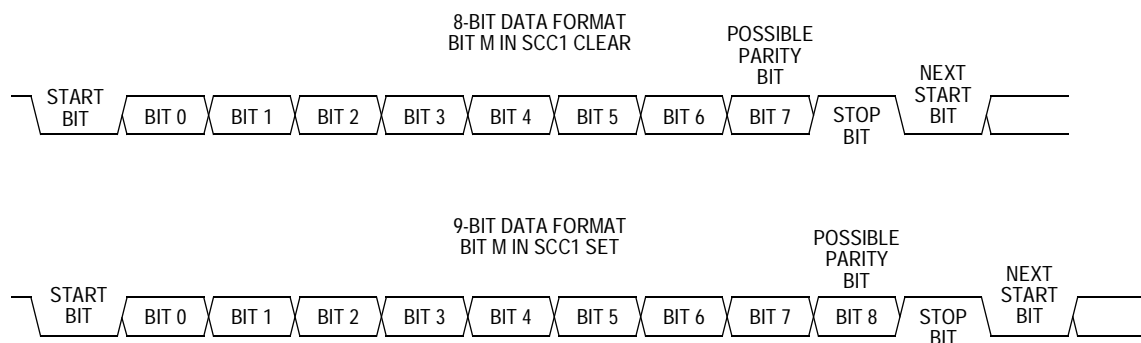 8-BIT DATA FORMAT
BIT M IN SCC1 CLEAR
POSSIBLE
PARITY
BIT
START
BIT
BIT 0
BIT 1
BIT 2
BIT 3
BIT 4
BIT 5
BIT 6
BIT 7
STOP
BIT
NEXT
START
BIT
9-BIT DATA FORMAT
BIT M IN SCC1 SET
POSSIBLE
PARITY
BIT
START
BIT
BIT 0
BIT 1
BIT 2
BIT 3
BIT 4
BIT 5
BIT 6
BIT 7
BIT 8
STOP
BIT
NEXT
START
BIT